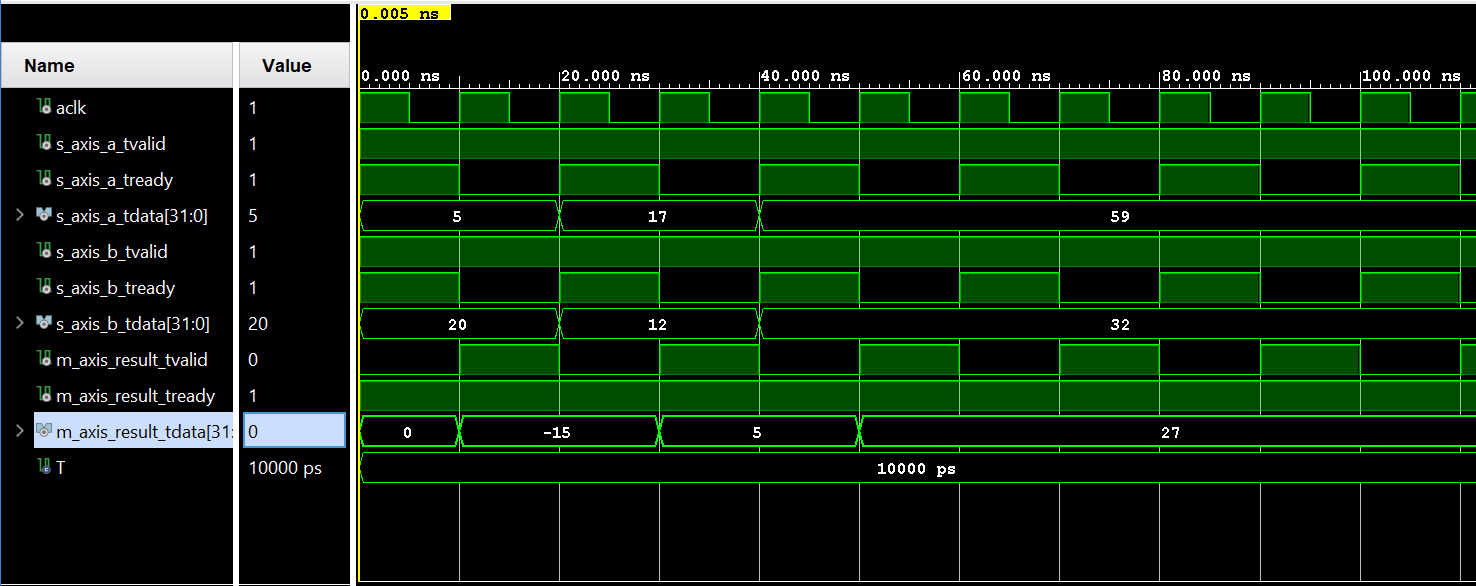 0.005 ns
Name Value
0.000 ns 20.000 ns 40.000 ns 60.000 ns 80.000 ns 100.000 ns
aclk 1
s_axis_a_tvalid 1
s_axis_a_tready 1
s_axis_a_tdata[31:0] 5 5 17 59
s_axis_b_tvalid 1
s_axis_b_tready 1
s_axis_b_tdata[31:0] 20 20 12 32
m_axis_result_tvalid 0
m_axis_result_tready 1
m_axis_result_tdata[31: 0 0 -15 5 27
T 10000 ps 10000 ps